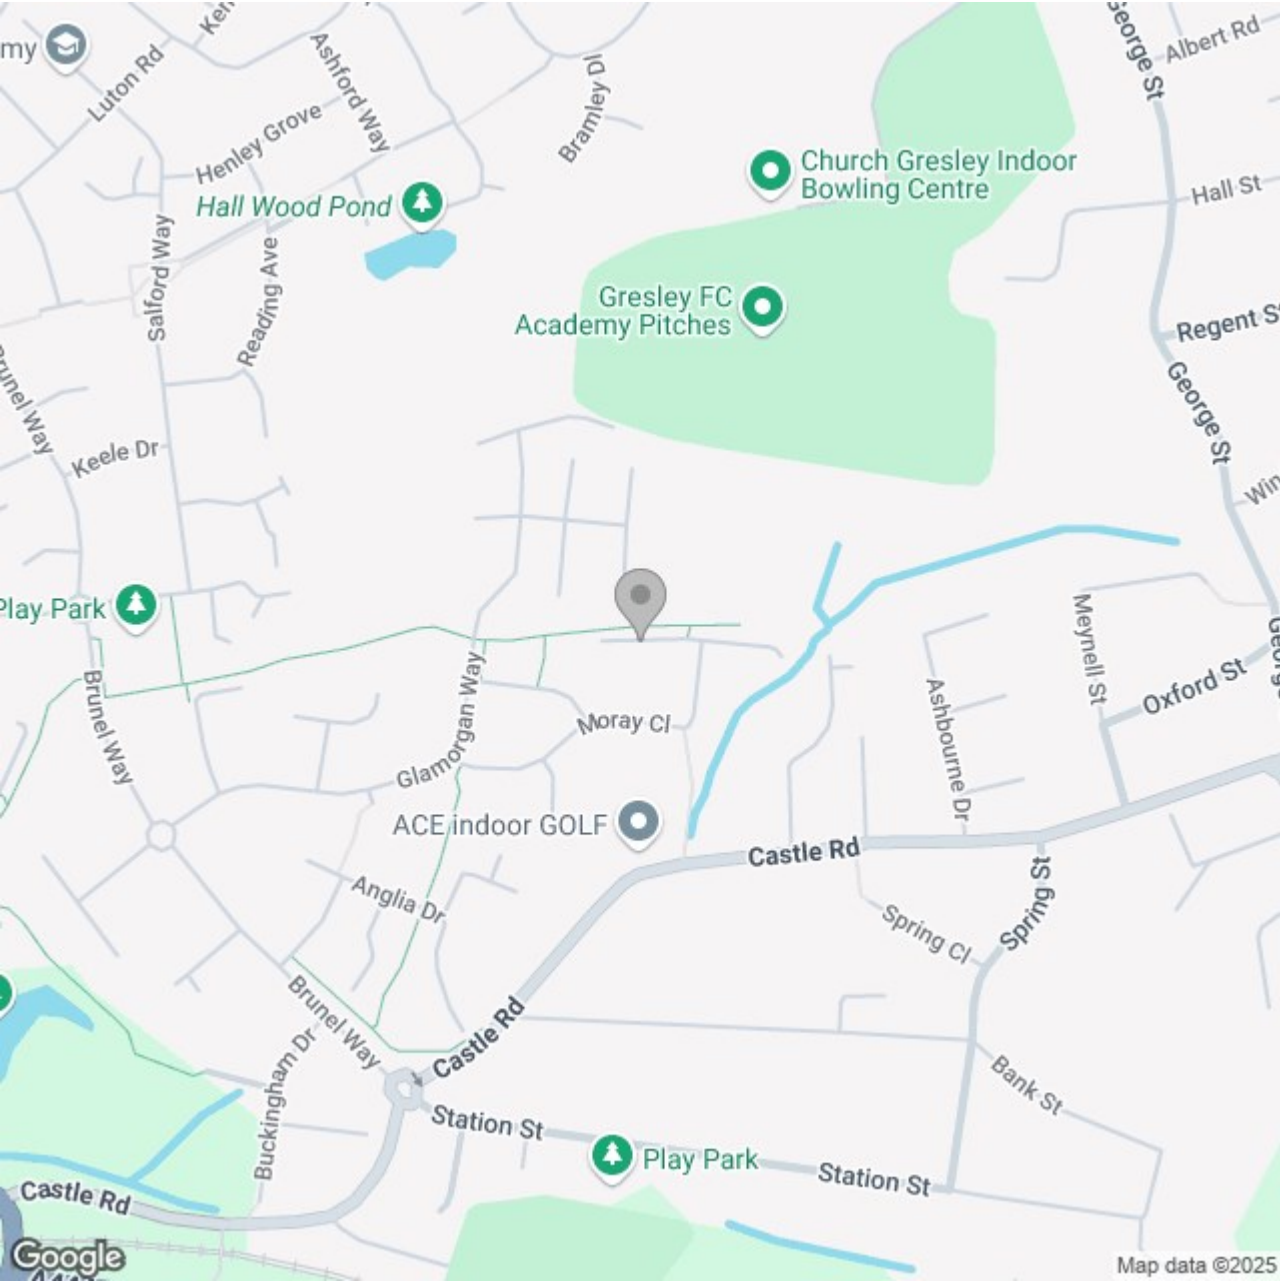 my
Luton Rd
Ashford Way
Henley Grove
Bramley Dl
George St
Albert Rd
Church Gresley Indoor
Bowling Centre
Hall St
Hall Wood Pond
Salford Way
Reading Ave
Gresley FC
Academy Pitches
Regent
George St
Brunel Way
Keele Dr
Play Park
Meynell St
Oxford St
Brunel Way
Glamorgan Way
Moray Cl
Ashbourne Dr
ACE indoor GOLF
Castle Rd
Anglia Dr
Spring St
Spring Cl
Brunel Way
Castle Rd
Buckingham Dr
Bank St
Station St
Play Park
Station St
Castle Rd
Google
Map data ©2025